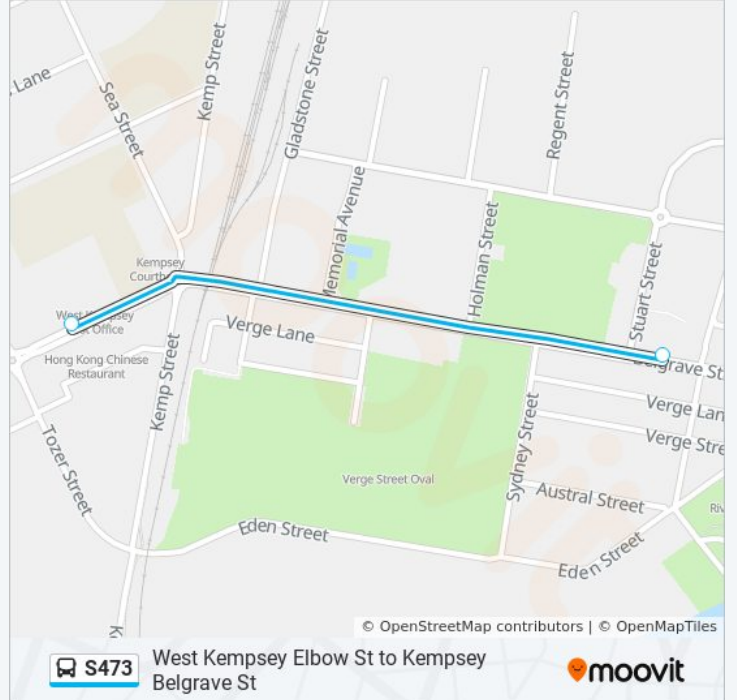 Lane
Sea Street
Kemp Street
Gladstone Street
Regent Street
Memorial Avenue
Holman Street
Stuart Street
Kempsey
Courth
West Kempsey
Office
Verge Lane
Hong Kong Chinese
Restaurant
Kemp Street
Belgrave St
Verge Lan
Verge Stre
Sydney Street
Tozer Street
Verge Street Oval
Austral Street
Riv
Eden Street
Eden Street
K
© OpenStreetMap contributors | © OpenMapTiles
S473
West Kempsey Elbow St to Kempsey
Belgrave St
moovit